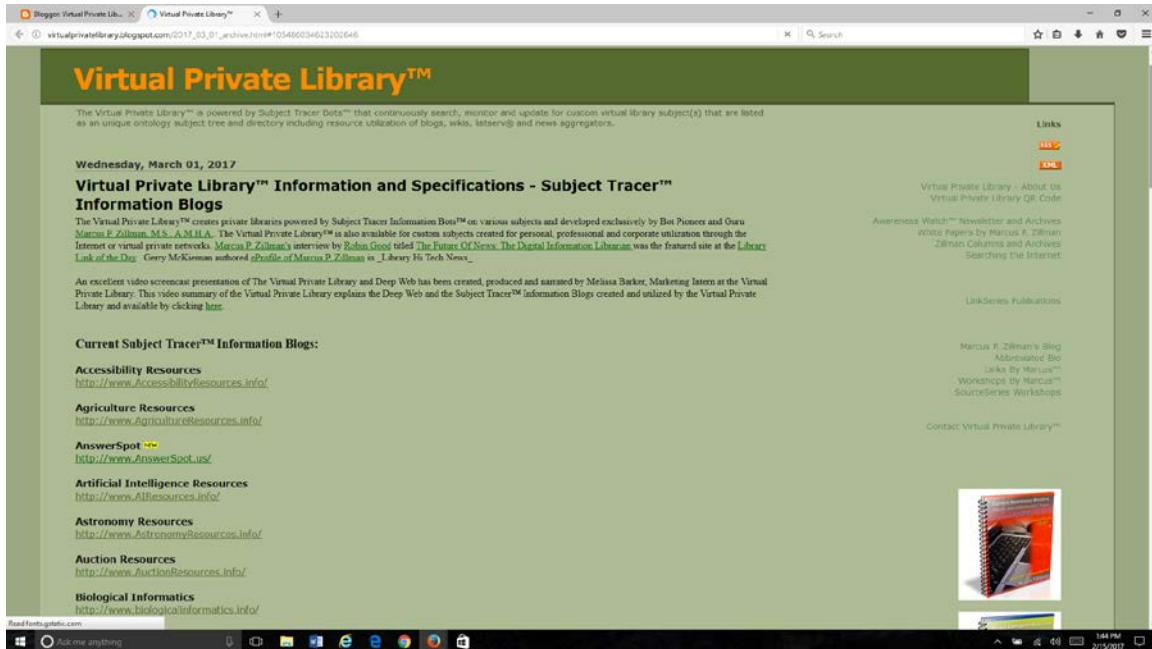 Blogger: Virtual Private Lib...
Virtual Private Library™
virtualprivatelibrary.blogspot.com/2017_03_01_archive.html#105486034623202646
Search
Virtual Private Library™
The Virtual Private Library™ is powered by Subject Tracer Bots™ that continuously search, monitor and update for custom virtual library subject(s) that are listed
as an unique ontology subject tree and directory including resource utilization of blogs, wikis, listserv® and news aggregators.
Links
RSS
XML
Wednesday, March 01, 2017
Virtual Private Library™ Information and Specifications - Subject Tracer™
Information Blogs
The Virtual Private Library™ creates private libraries powered by Subject Tracer Information Bots™ on various subjects and developed exclusively by Bot Pioneer and Guru
Marcus P. Zillman, M.S., A.M.H.A. The Virtual Private Library™ is also available for custom subjects created for personal, professional and corporate utilization through the
Internet or virtual private networks. Marcus P. Zillman's interview by Robin Good titled The Future Of News: The Digital Information Librarian was the featured site at the Library
Link of the Day. Gerry McKiernan authored eProfile of Marcus P. Zillman in _Library Hi Tech News_
An excellent video screencast presentation of The Virtual Private Library and Deep Web has been created, produced and narrated by Melissa Barker, Marketing Intern at the Virtual
Private Library. This video summary of the Virtual Private Library explains the Deep Web and the Subject Tracer™ Information Blogs created and utilized by the Virtual Private
Library and available by clicking here.
Current Subject Tracer™ Information Blogs:
Accessibility Resources
http://www.AccessibilityResources.info/
Agriculture Resources
http://www.AgricultureResources.info/
AnswerSpot NEW
http://www.AnswerSpot.us/
Artificial Intelligence Resources
http://www.AIResources.info/
Astronomy Resources
http://www.AstronomyResources.info/
Auction Resources
http://www.AuctionResources.info/
Biological Informatics
http://www.biologicalinformatics.info/
Virtual Private Library - About Us
Virtual Private Library QR Code
Awareness Watch™ Newsletter and Archives
White Papers by Marcus P. Zillman
Zillman Columns and Archives
Searching the Internet
LinkSeries Publications
Marcus P. Zillman's Blog
Abbreviated Bio
Links By Marcus™
Workshops by Marcus™
SourceSeries Workshops
Contact Virtual Private Library™
Read fonts.gstatic.com
Ask me anything
1:44 PM
2/15/2017